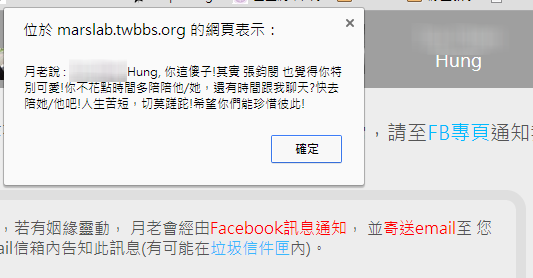 位於 marslab.twbbs.org 的網頁表示：
Hung
月老說 : Hung, 你這傻子!其實 張鈞閔 也覺得你特
別可愛!你不花點時間多陪陪他/她，還有時間跟我聊天?快去
陪她/他吧!人生苦短，切莫蹉跎!希望你們能珍惜彼此!
，請至FB專頁通知
確定
，若有姻緣靈動， 月老會經由Facebook訊息通知， 並寄送email至 您
ail信箱內告知此訊息(有可能在垃圾信件匣內)。